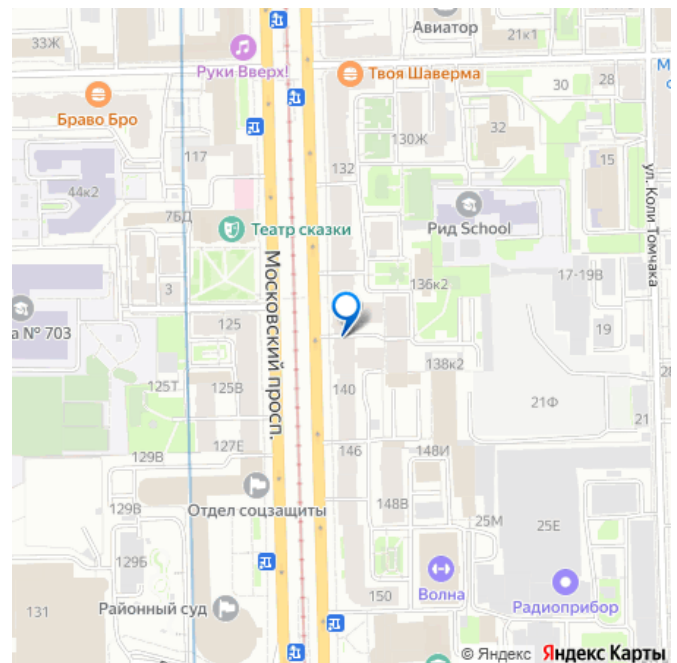 Авиатор
33Ж
21к1
Руки Вверх!
Твоя Шаверма
М
30
28
Браво Бро
130Ж
32
117
15
132
44к2
ул. Коли Томчака
7БД
Театр сказки
Рид School
Московский просп.
136к2
17-19В
3
125
19
а № 703
138к2
125Т
125В
140
21Ф
21
127Е
146
148И
129В
Отдел соцзащиты
148В
129В
25М
25Е
129Б
Волна
150
Радиоприбор
131
Районный суд
© Яндекс Яндекс Карты